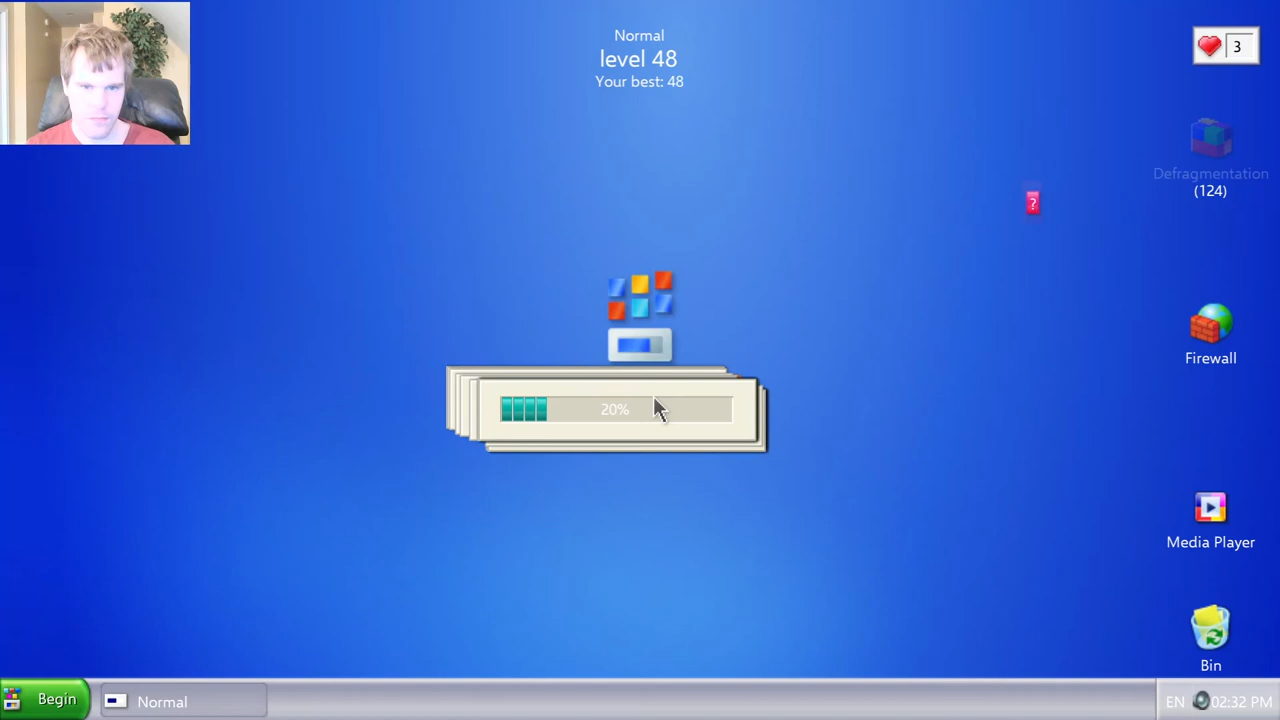 Normal
level 48
Your best: 48
3
Defragmentation
(124)
?
Firewall
20%
Media Player
Bin
Begin
Normal
EN 02:32 PM